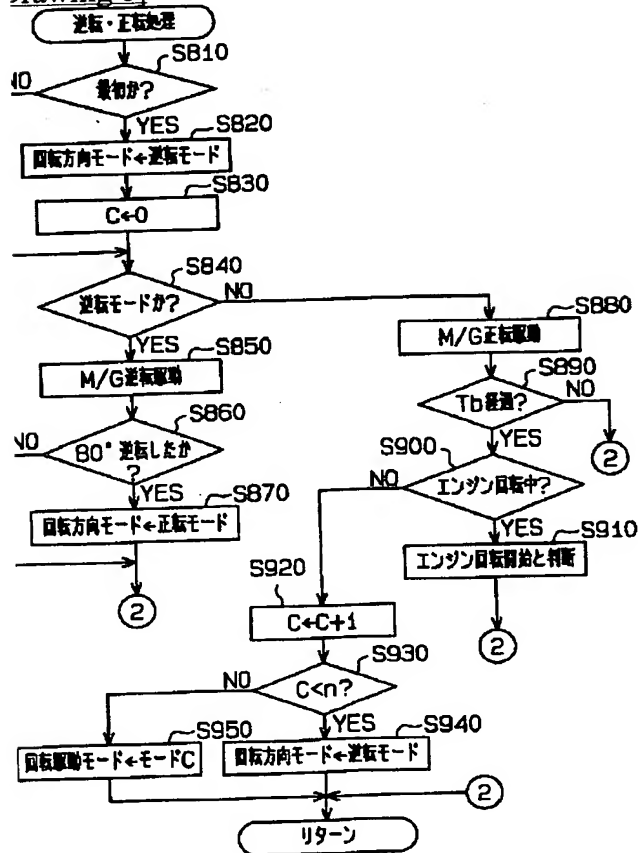 逆転・正転処理
S810
最初か?
NO
YES
S820
回転方向モード←逆転モード
S830
C←0
S840
逆転モードか?
NO
YES
S850
M/G逆転駆動
S860
80°逆転したか
?
NO
YES
S870
回転方向モード←正転モード
2
S880
M/G正転駆動
S890
Tb経過?
NO
2
YES
S900
エンジン回転中?
NO
YES
S910
エンジン回転開始と判断
2
S920
C←C+1
S930
C<n?
NO
YES
S950
回転駆動モード←モードC
S940
回転方向モード←逆転モード
2
リターン